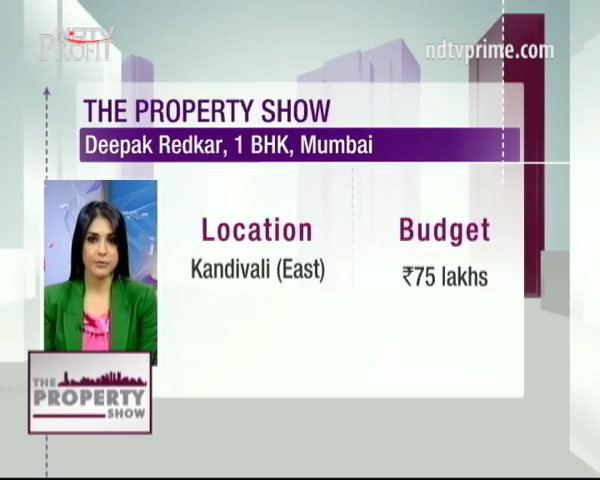 NDTV
PROFIT
ndtvprime.com
THE PROPERTY SHOW
Deepak Redkar, 1 BHK, Mumbai
Location
Budget
Kandivali (East)
₹75 lakhs
THE
PROPERTY
SHOW